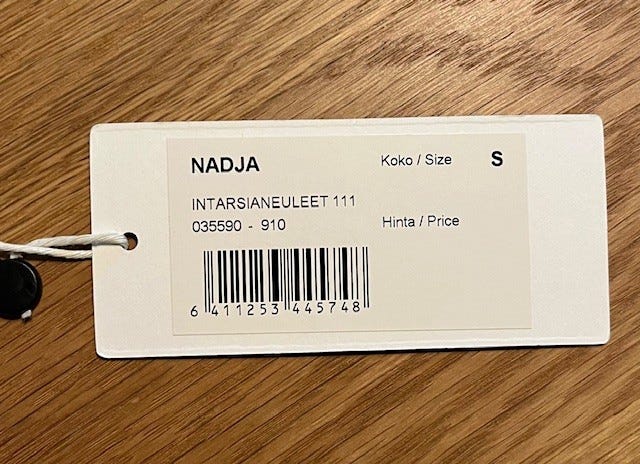 NADJA
Koko / Size S
INTARSIANEULEET 111
035590 - 910
Hinta / Price
6 411253 445748